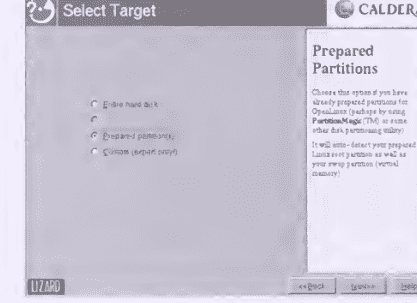 Select Target
CALDERA
Prepared
Partitions
Choose this option if you have
already prepared partitions for
OpenLinux (perhaps by using
PartitionMagic (TM) or some
other disk partitioning utility)
It will auto-detect your prepared
Linux root partition as well as
your swap partition (virtual
memory)
Entire hard disk
Prepared partition(s)
Custom (expert only!)
LIZARD
<<Back
Next>>
Help